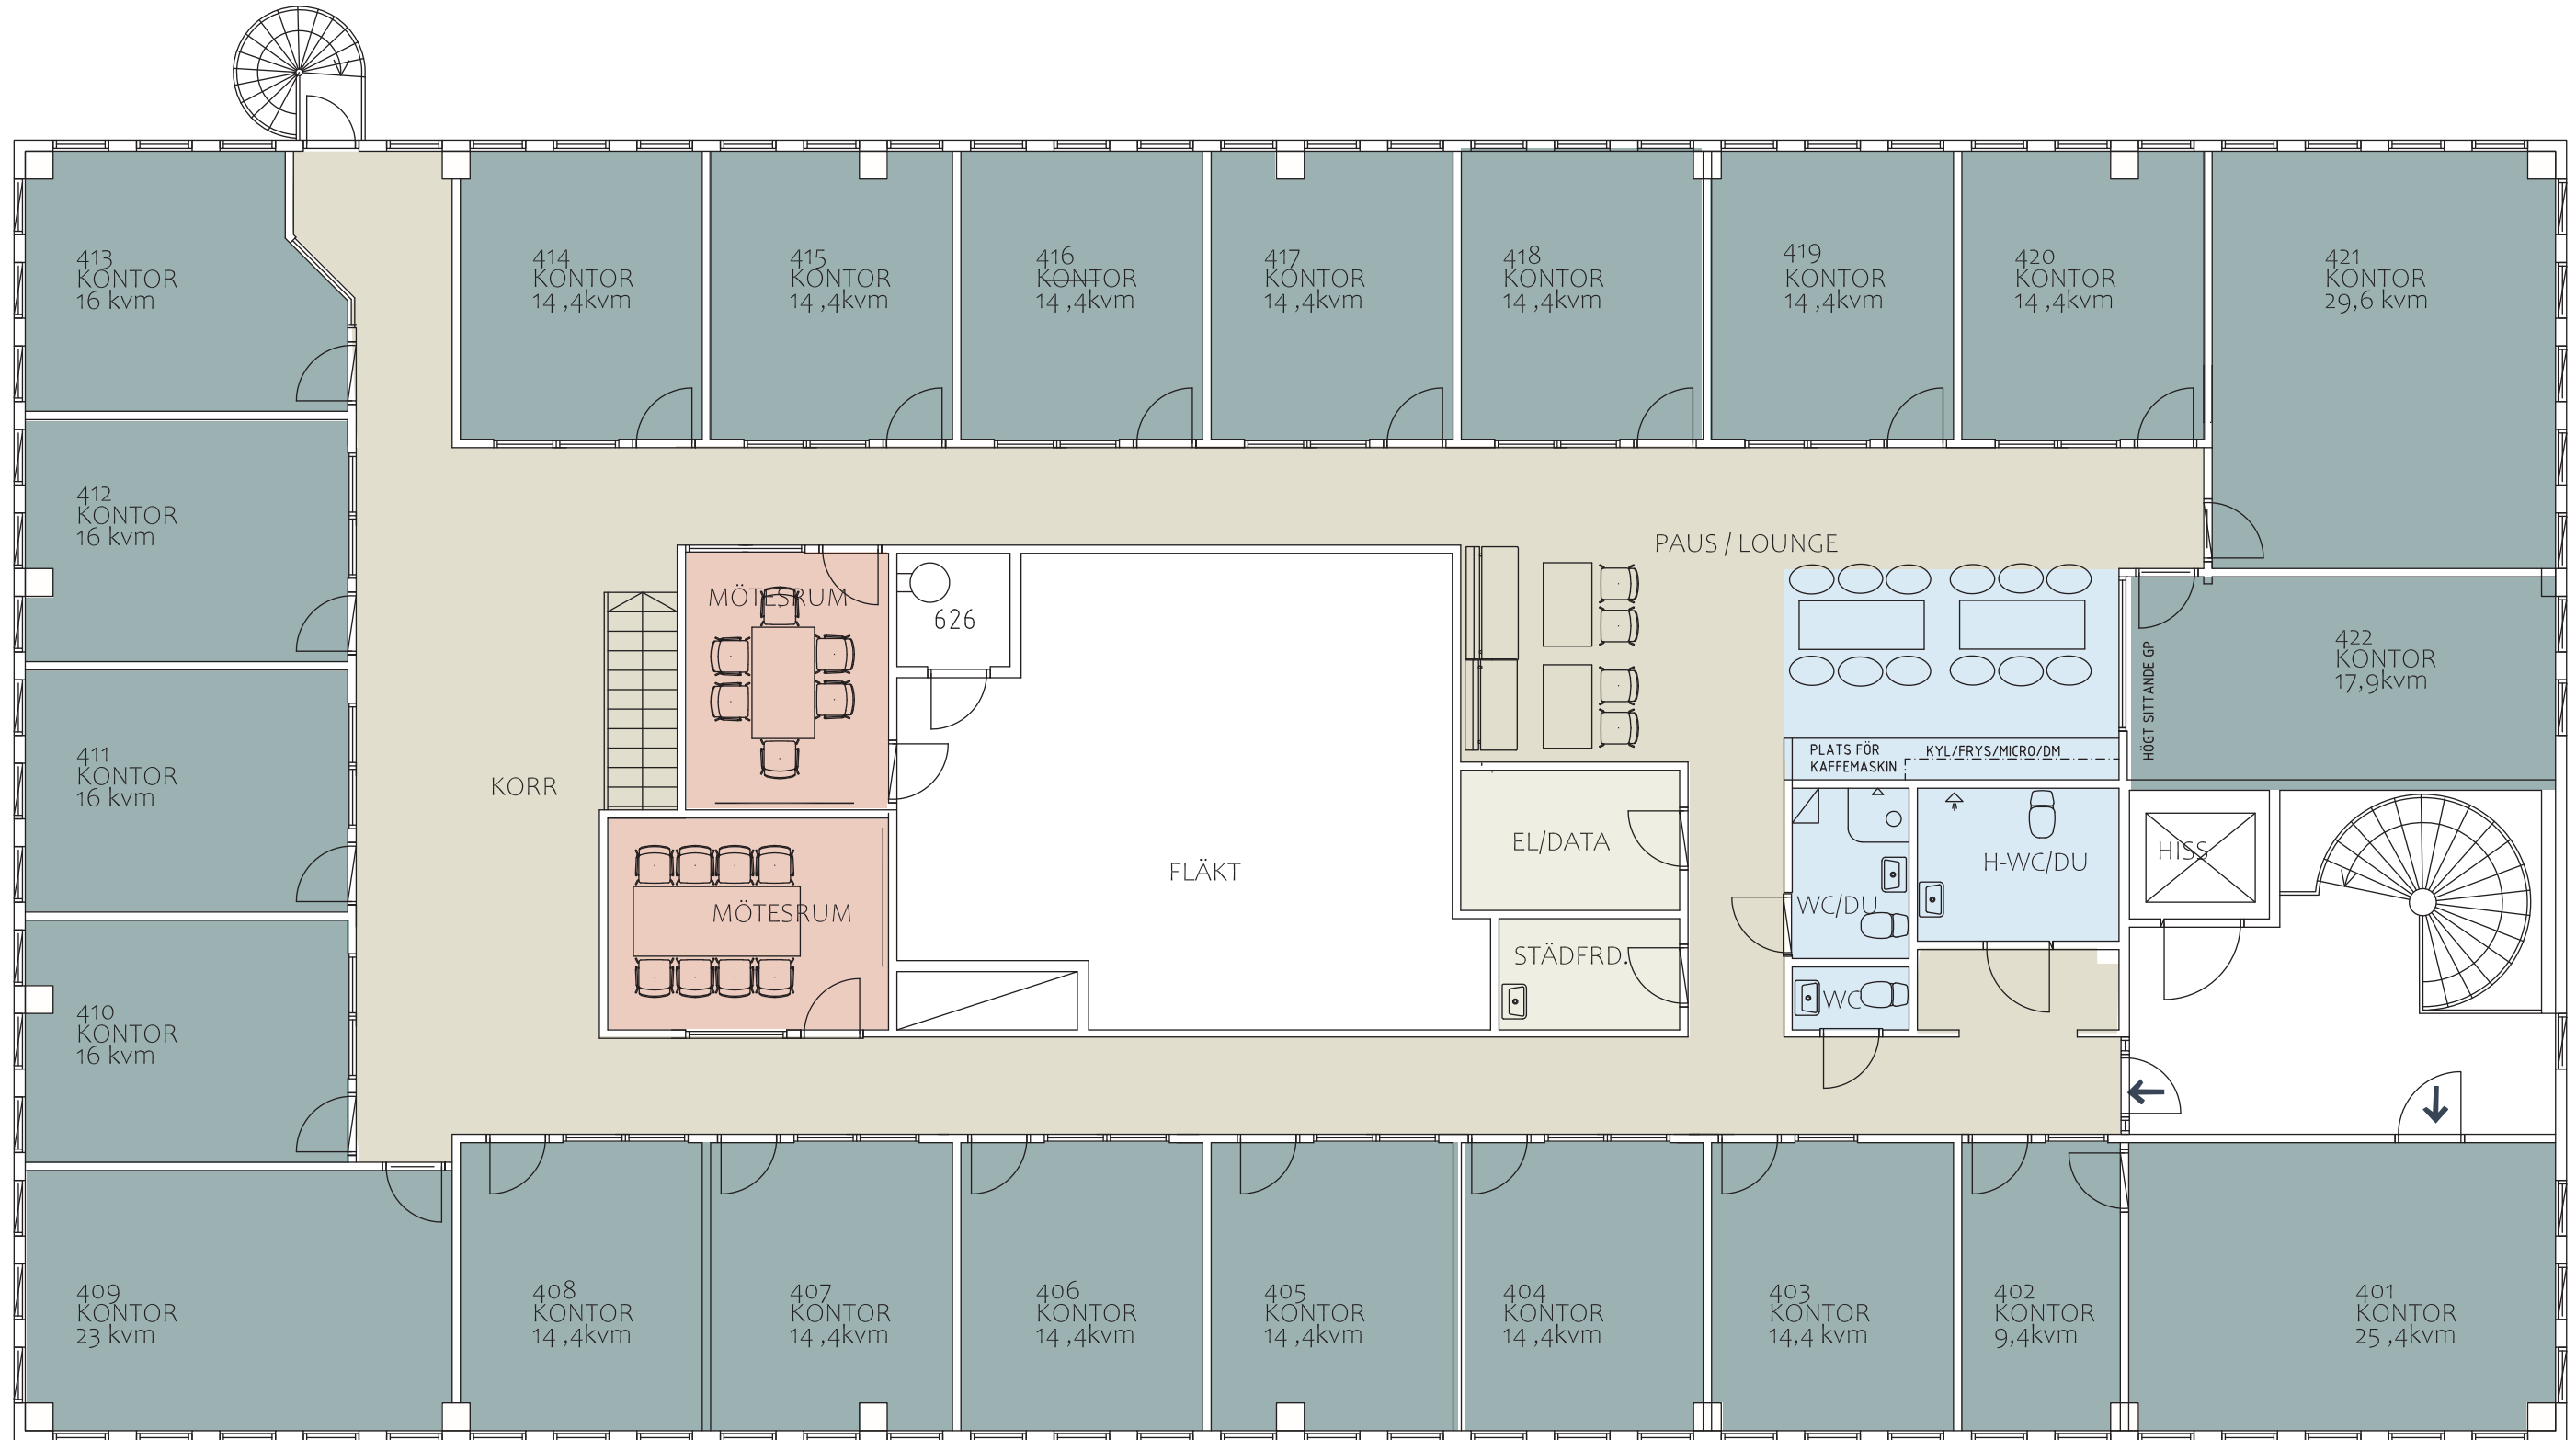 413
KONTOR
16 kvm
414
KONTOR
14 ,4kvm
415
KONTOR
14 ,4kvm
416
KONTOR
14 ,4kvm
417
KONTOR
14 ,4kvm
418
KONTOR
14 ,4kvm
419
KONTOR
14 ,4kvm
420
KONTOR
14 ,4kvm
421
KONTOR
29,6 kvm
412
KONTOR
16 kvm
MÖTESRUM
626
PAUS / LOUNGE
422
KONTOR
17,9kvm
HÖGT SITTANDE GP
411
KONTOR
16 kvm
KORR
PLATS FÖR
KAFFEMASKIN
KYL/FRYS/MICRO/DM
MÖTESRUM
FLÄKT
EL/DATA
STÄDFRD.
WC/DU
H-WC/DU
HISS
WC
410
KONTOR
16 kvm
409
KONTOR
23 kvm
408
KONTOR
14 ,4kvm
407
KONTOR
14 ,4kvm
406
KONTOR
14 ,4kvm
405
KONTOR
14 ,4kvm
404
KONTOR
14 ,4kvm
403
KONTOR
14,4 kvm
402
KONTOR
9,4kvm
401
KONTOR
25 ,4kvm